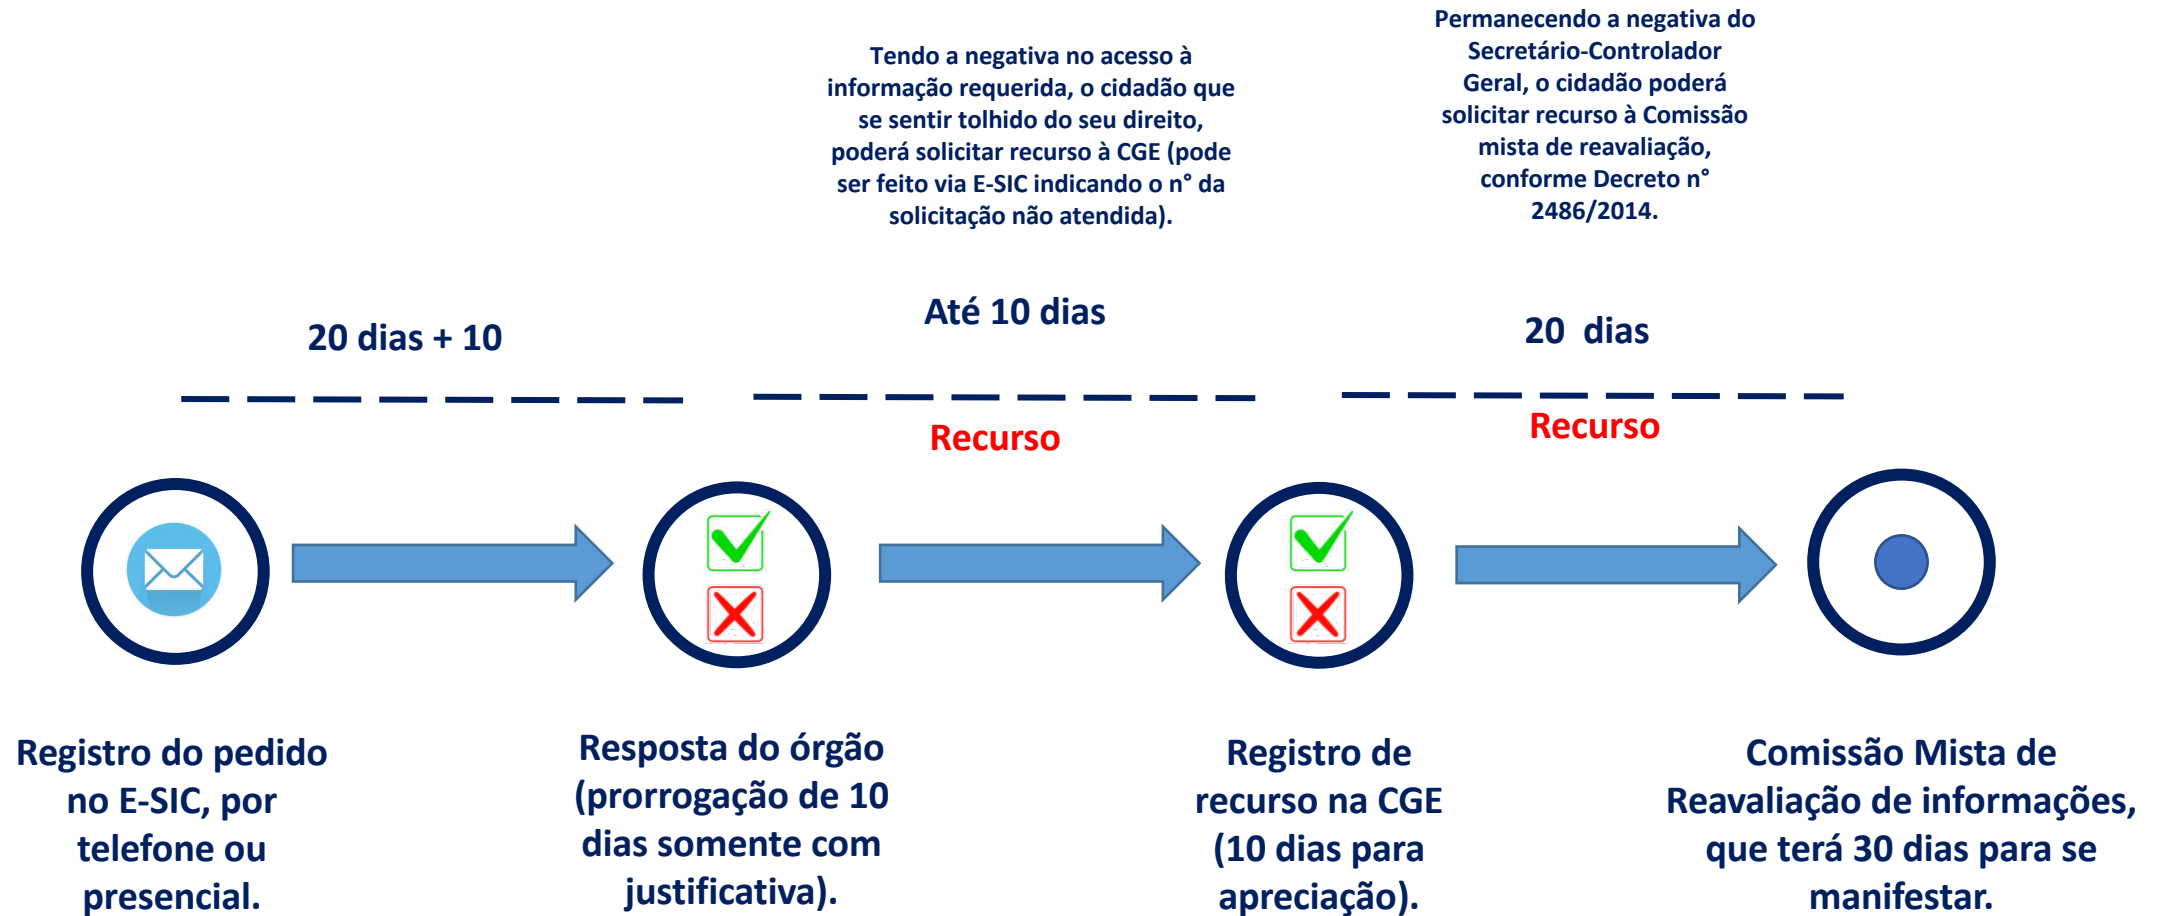 Tendo a negativa no acesso à
informação requerida, o cidadão que
se sentir tolhido do seu direito,
poderá solicitar recurso à CGE (pode
ser feito via E-SIC indicando o n° da
solicitação não atendida).
Permanecendo a negativa do
Secretário-Controlador
Geral, o cidadão poderá
solicitar recurso à Comissão
mista de reavaliação,
conforme Decreto n°
2486/2014.
20 dias + 10
Até 10 dias
20 dias
Recurso
Recurso
Registro do pedido
no E-SIC, por
telefone ou
presencial.
Resposta do órgão
(prorrogação de 10
dias somente com
justificativa).
Registro de
recurso na CGE
(10 dias para
apreciação).
Comissão Mista de
Reavaliação de informações,
que terá 30 dias para se
manifestar.